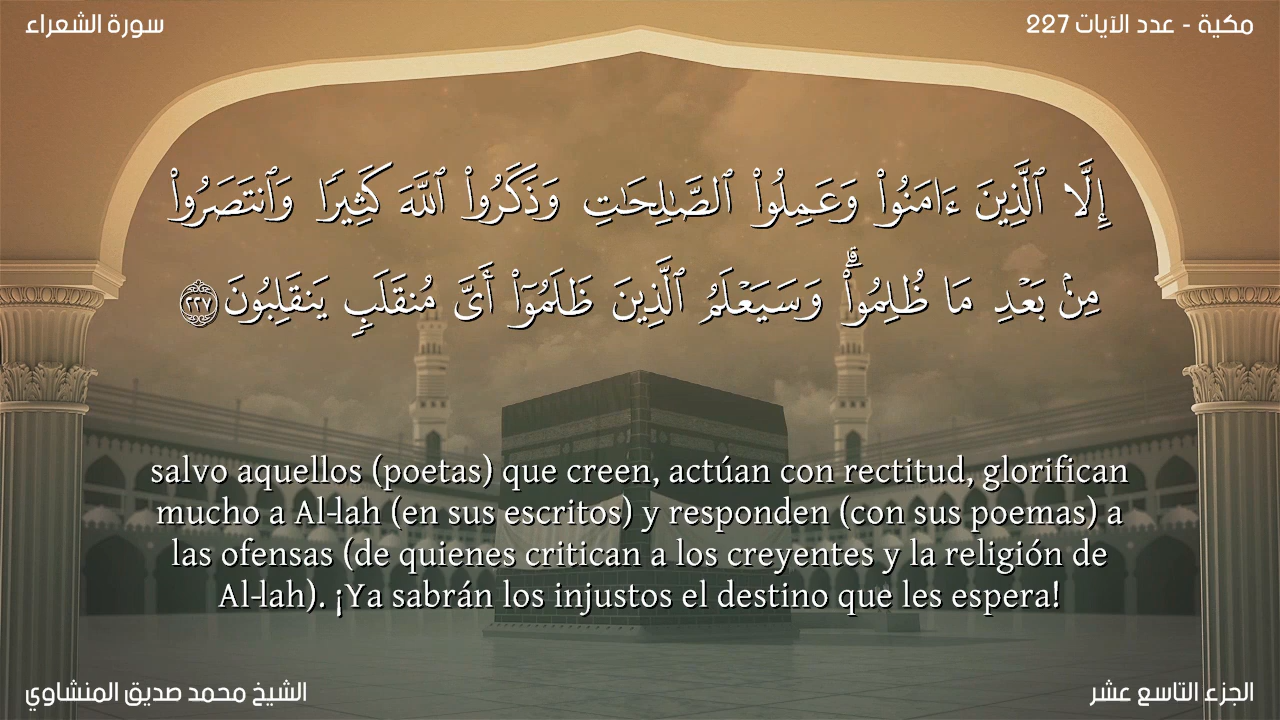 سورة الشعراء
مكية - عدد الآيات 227
إِلَّا ٱلَّذِينَ ءَامَنُوا۟ وَعَمِلُوا۟ ٱلصَّـٰلِحَـٰتِ وَذَكَرُوا۟ ٱللَّهَ كَثِيرًۭا وَٱنتَصَرُوا۟
مِنۢ بَعْدِ مَا ظُلِمُوا۟ ۗ وَسَيَعْلَمُ ٱلَّذِينَ ظَلَمُوٓا۟ أَىَّ مُنقَلَبٍۢ يَنقَلِبُونَ ٢٢٧
salvo aquellos (poetas) que creen, actúan con rectitud, glorifican
mucho a Al-lah (en sus escritos) y responden (con sus poemas) a
las ofensas (de quienes critican a los creyentes y la religión de
Al-lah). ¡Ya sabrán los injustos el destino que les espera!
الشيخ محمد صديق المنشاوي
الجزء التاسع عشر